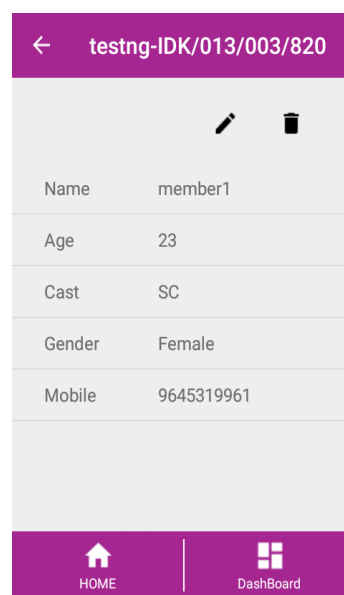 testng-IDK/013/003/820
Name member1
Age 23
Cast SC
Gender Female
Mobile 9645319961
HOME DashBoard